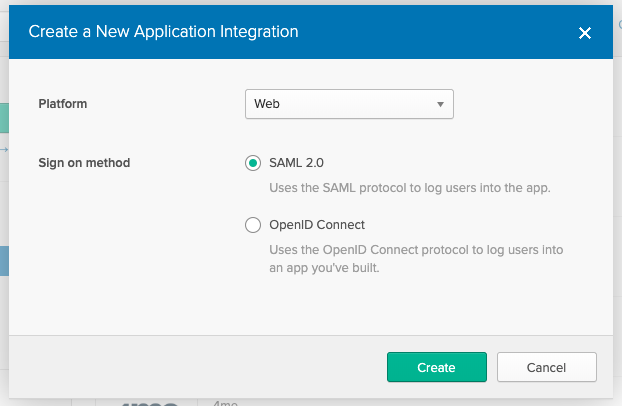 Create a New Application Integration
Platform
Web
Sign on method
SAML 2.0
Uses the SAML protocol to log users into the app.
OpenID Connect
Uses the OpenID Connect protocol to log users into
an app you've built.
Create
Cancel